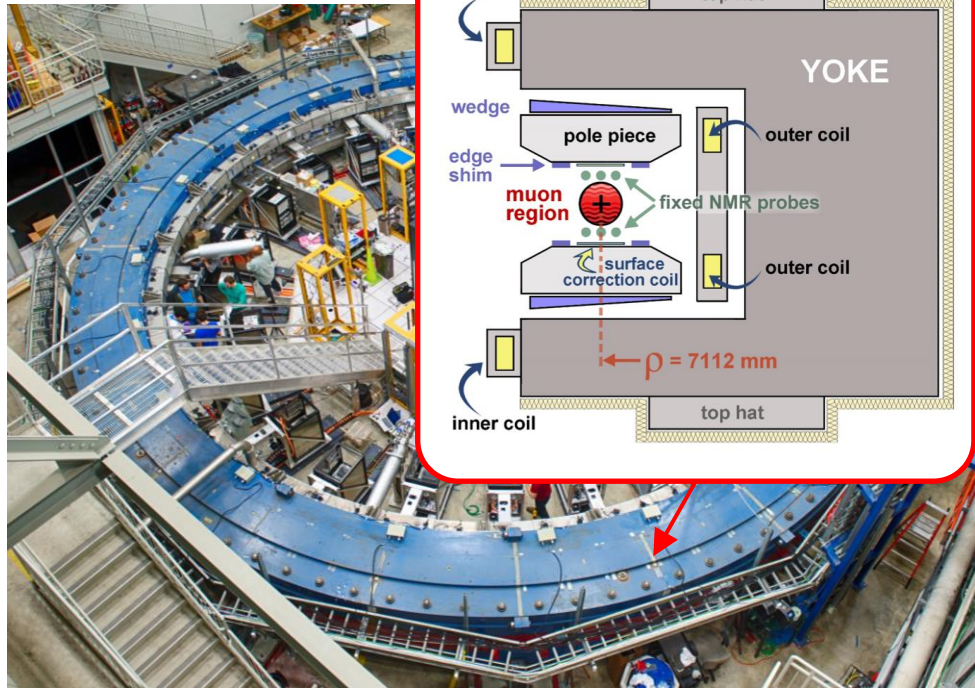 YOKE
wedge
pole piece
outer coil
edge
shim
muon
region
fixed NMR probes
surface
correction coil
outer coil
ρ = 7112 mm
inner coil
top hat